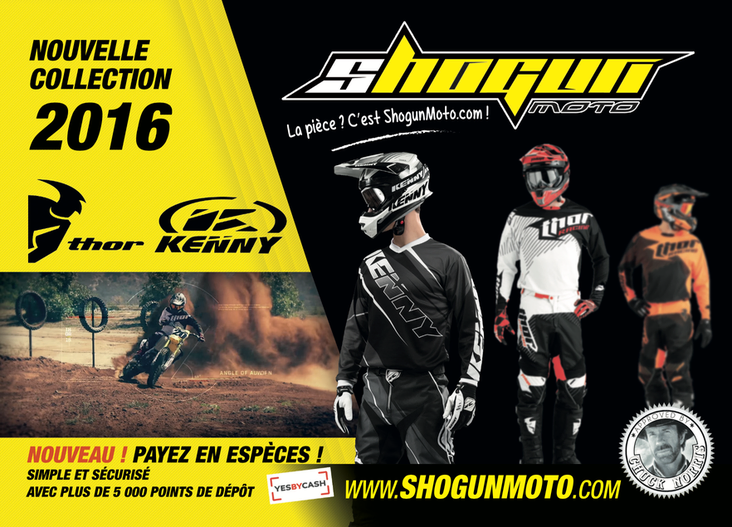 NOUVELLE
COLLECTION
2016
thor
KENNY
Shogun
MOTO
La pièce ? C'est ShogunMoto.com !
KENNY
KENNY
KENNY
thor
thor
ANGLE OF
NOUVEAU ! PAYEZ EN ESPÈCES !
SIMPLE ET SÉCURISÉ
AVEC PLUS DE 5 000 POINTS DE DÉPÔT
YESBYCASH
WWW.SHOGUNMOTO.COM
APPROVED BY
CHUCK NORRIS